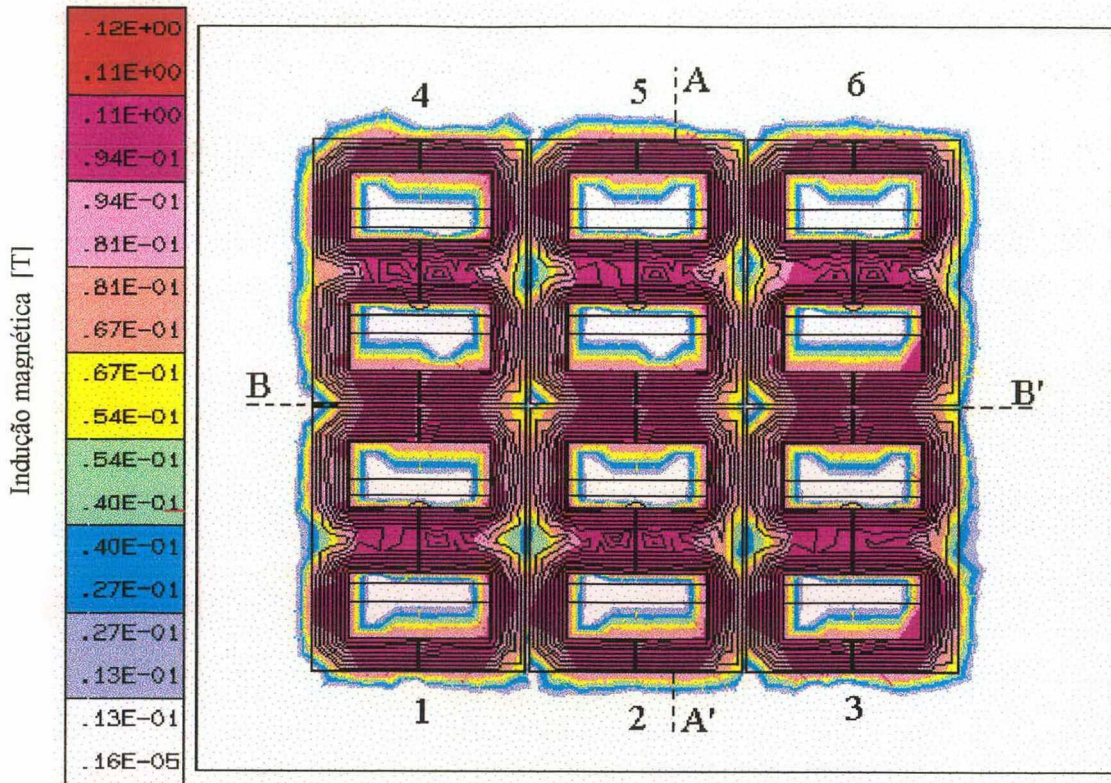 .12E+00
.11E+00
.11E+00
.94E-01
.94E-01
.81E-01
.81E-01
.67E-01
.67E-01
.54E-01
.54E-01
.40E-01
.40E-01
.27E-01
.27E-01
.13E-01
.13E-01
.16E-05
Indução magnética [T]
4 5 A 6
B B'
1 2 A' 3